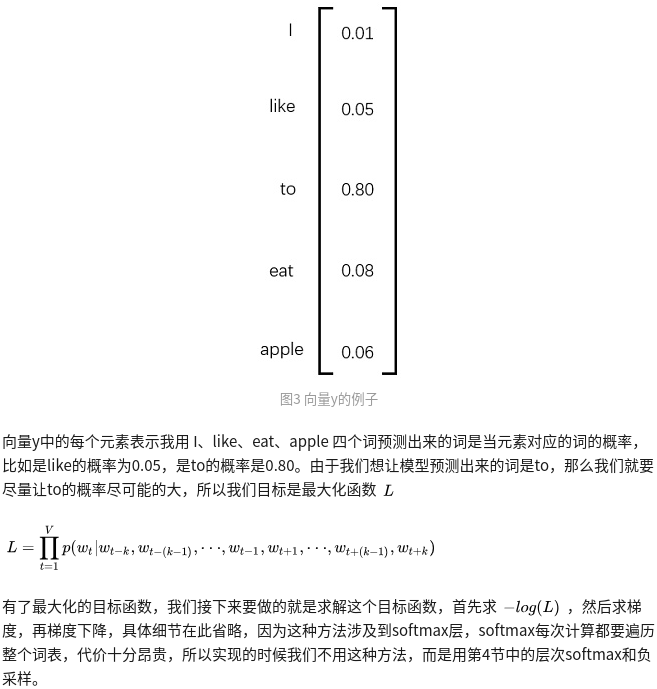 I 0.01
like 0.05
to 0.80
eat 0.08
apple 0.06
图3 向量y的例子
向量y中的每个元素表示我用 I、like、eat、apple 四个词预测出来的词是当元素对应的词的概率，
比如是like的概率为0.05，是to的概率是0.80。由于我们想让模型预测出来的词是to，那么我们就要
尽量让to的概率尽可能的大，所以我们目标是最大化函数 L
L = ∏_{t=1}^{V} p(w_t|w_{t−k}, w_{t−(k−1)}, ⋯, w_{t−1}, w_{t+1}, ⋯, w_{t+(k−1)}, w_{t+k})
有了最大化的目标函数，我们接下来要做的就是求解这个目标函数，首先求 −log(L) ，然后求梯
度，再梯度下降，具体细节在此省略，因为这种方法涉及到softmax层，softmax每次计算都要遍历
整个词表，代价十分昂贵，所以实现的时候我们不用这种方法，而是用第4节中的层次softmax和负
采样。